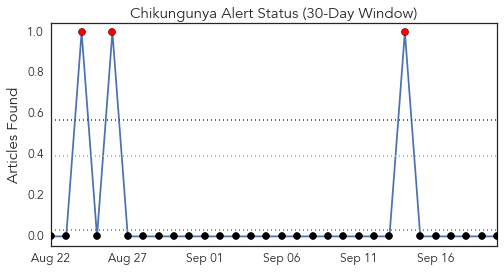 Chikungunya Alert Status (30-Day Window)
Articles Found
1.0
0.8
0.6
0.4
0.2
0.0
Aug 22
Aug 27
Sep 01
Sep 06
Sep 11
Sep 16